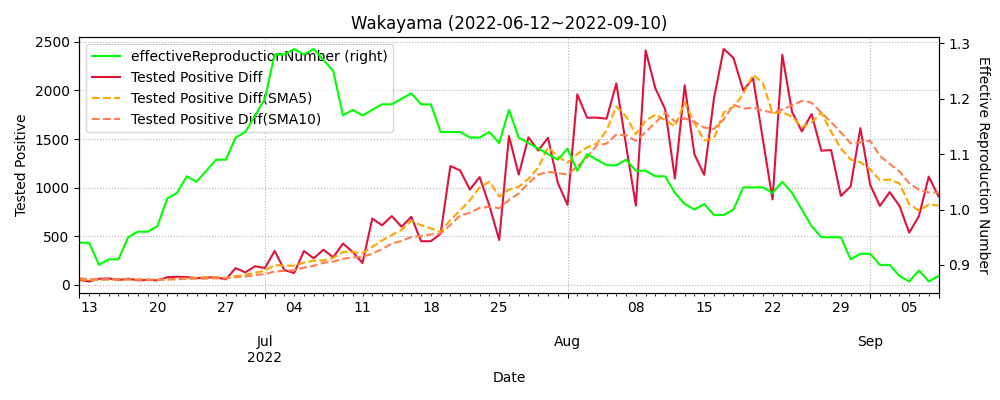 Wakayama (2022-06-12~2022-09-10)
effectiveReproductionNumber (right)
Tested Positive Diff
Tested Positive Diff(SMA5)
Tested Positive Diff(SMA10)
Tested Positive
2500
2000
1500
1000
500
0
1.3
1.2
1.1
1.0
0.9
Effective Reproduction Number
13 20 27 04 11 18 25 08 15 22 29 05
Jul Aug Sep
2022
Date